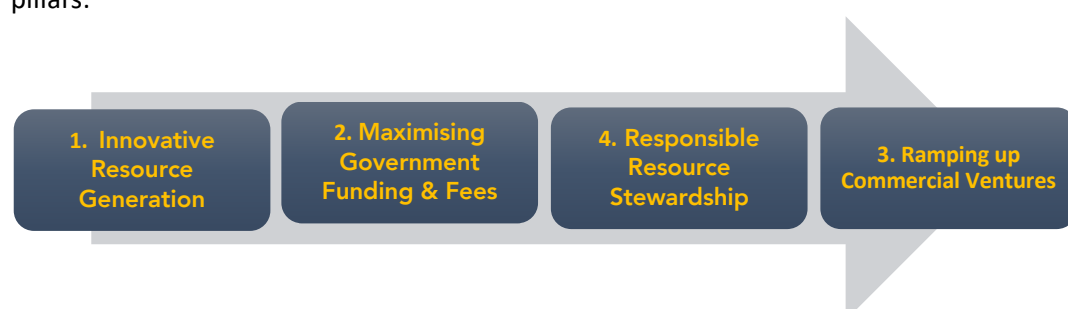 pillars:
1. Innovative
Resource
Generation
2. Maximising
Government
Funding & Fees
4. Responsible
Resource
Stewardship
3. Ramping up
Commercial Ventures